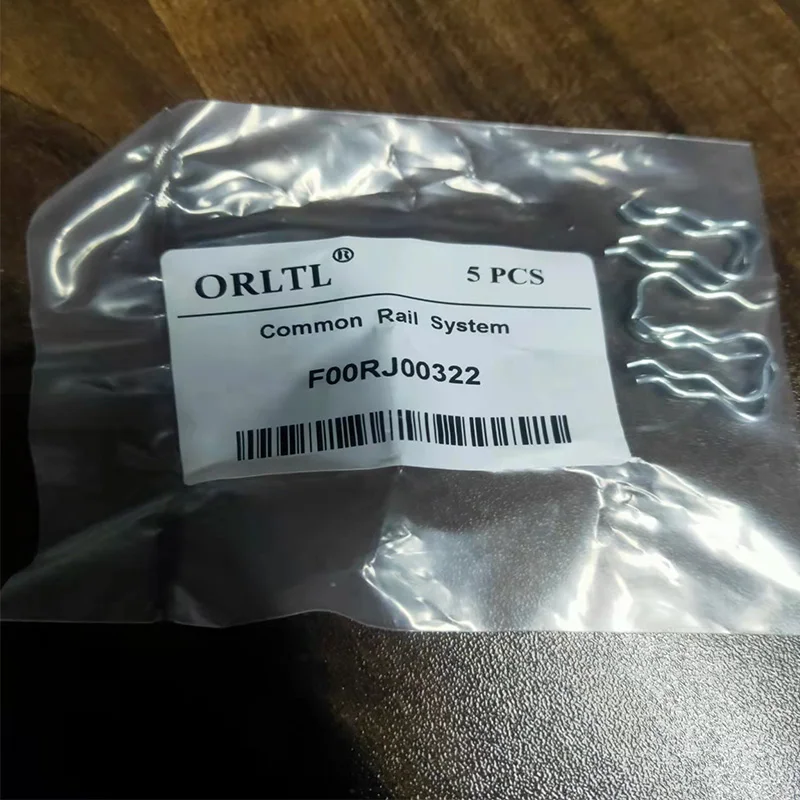 ORLTL® 5 PCS
Common Rail System
F00RJ00322